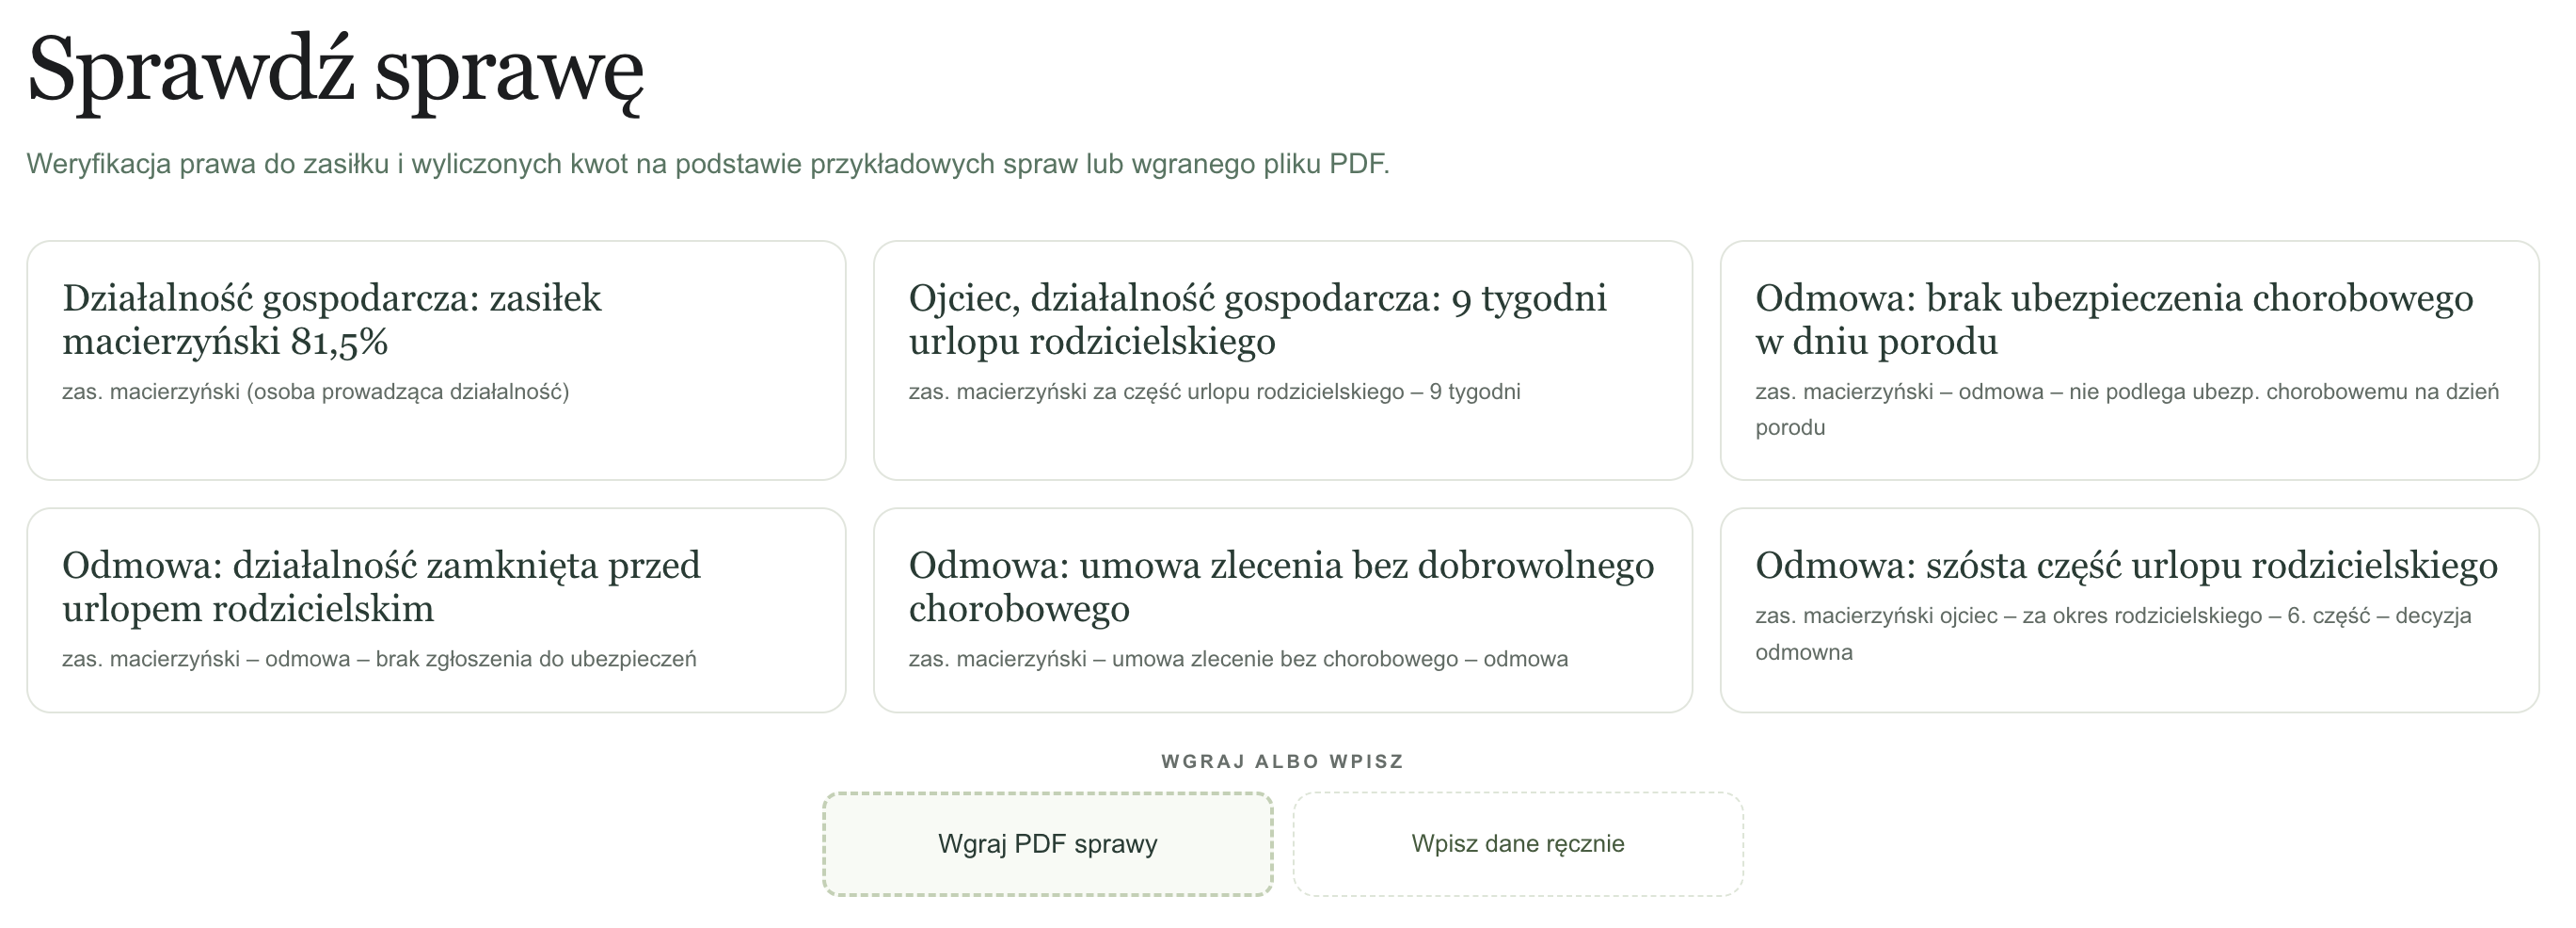 Sprawdź sprawę
Weryfikacja prawa do zasiłku i wyliczonych kwot na podstawie przykładowych spraw lub wgranego pliku PDF.
Działalność gospodarcza: zasiłek
macierzyński 81,5%
zas. macierzyński (osoba prowadząca działalność)
Ojciec, działalność gospodarcza: 9 tygodni
urlopu rodzicielskiego
zas. macierzyński za część urlopu rodzicielskiego – 9 tygodni
Odmowa: brak ubezpieczenia chorobowego
w dniu porodu
zas. macierzyński – odmowa – nie podlega ubezp. chorobowemu na dzień
porodu
Odmowa: działalność zamknięta przed
urlopem rodzicielskim
zas. macierzyński – odmowa – brak zgłoszenia do ubezpieczeń
Odmowa: umowa zlecenia bez dobrowolnego
chorobowego
zas. macierzyński – umowa zlecenie bez chorobowego – odmowa
Odmowa: szósta część urlopu rodzicielskiego
zas. macierzyński ojciec – za okres rodzicielskiego – 6. część – decyzja
odmowna
WGRAJ ALBO WPISZ
Wgraj PDF sprawy
Wpisz dane ręcznie